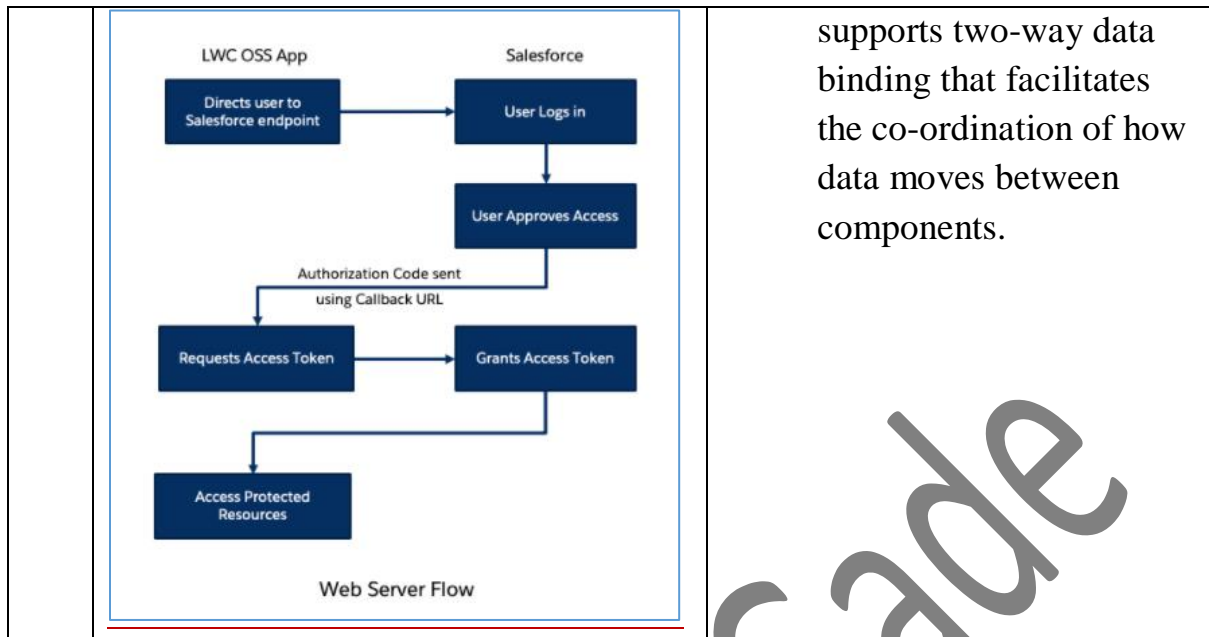 LWC OSS App
Salesforce
Directs user to
Salesforce endpoint
User Logs in
User Approves Access
Authorization Code sent
using Callback URL
Requests Access Token
Grants Access Token
Access Protected
Resources
Web Server Flow
supports two-way data
binding that facilitates
the co-ordination of how
data moves between
components.